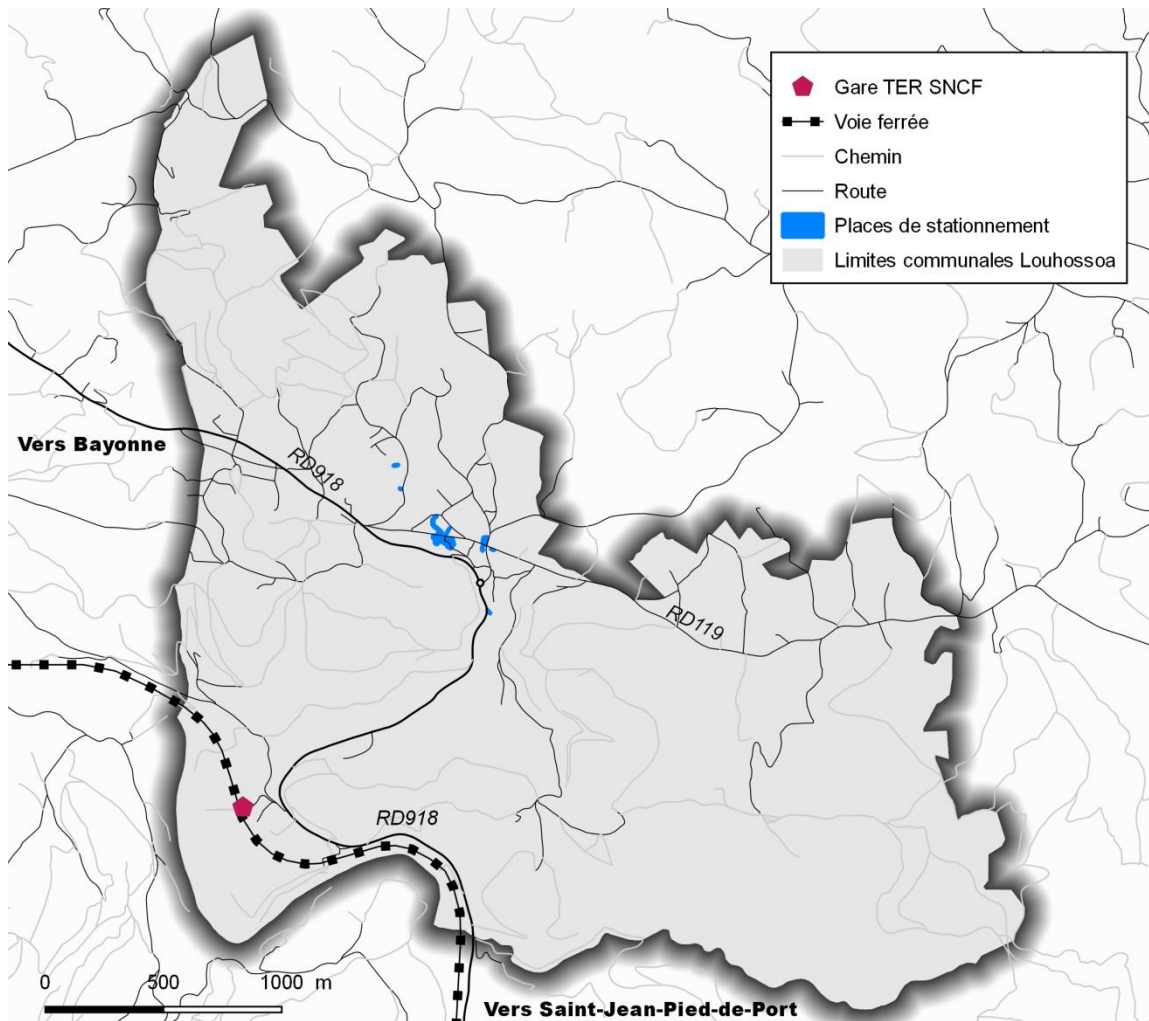 Gare TER SNCF
Voie ferrée
Chemin
Route
Places de stationnement
Limites communales Louhossoa
Vers Bayonne
RD918
RD119
RD918
0 500 1000 m
Vers Saint-Jean-Pied-de-Port